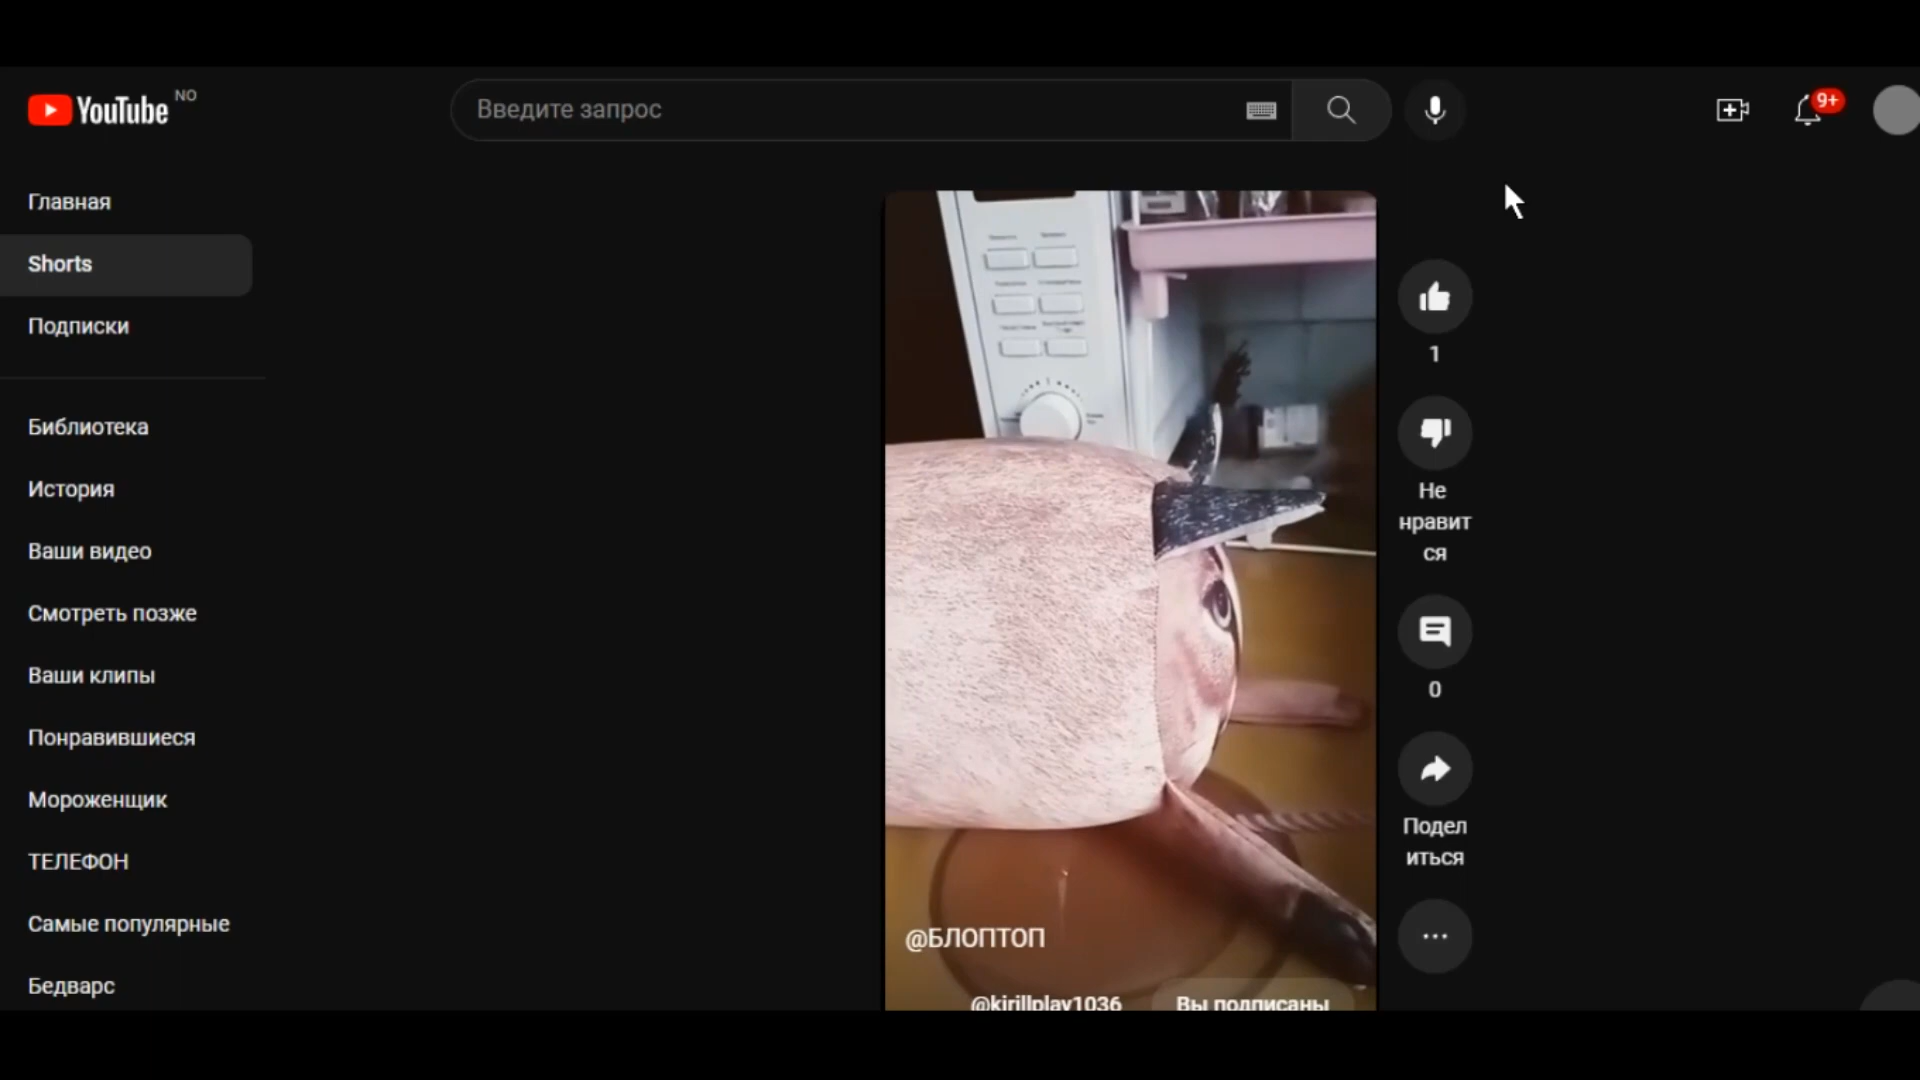 YouTube NO
Введите запрос
9+
Главная
Shorts
Подписки
Библиотека
История
Ваши видео
Смотреть позже
Ваши клипы
Понравившиеся
Мороженщик
ТЕЛЕФОН
Самые популярные
Бедварс
@БЛОПТОП
@kirillplay1036
Вы подписаны
1
Не
нравит
ся
0
Подел
иться